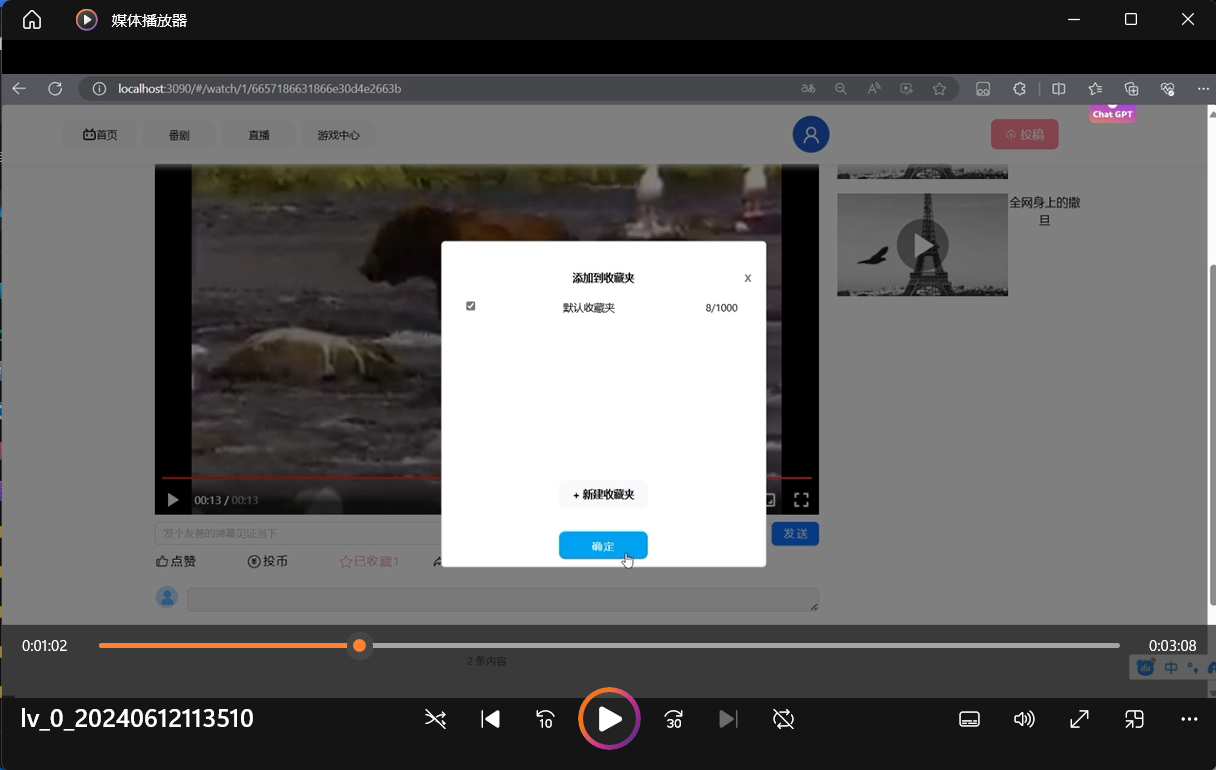 媒体播放器
localhost:3090/#/watch/1/6657186631866e30d4e2663b
Chat GPT
首页 番剧 直播 游戏中心 投稿
全网身上的撒
旦
添加到收藏夹 X
默认收藏夹 8/1000
+ 新建收藏夹
00:13 / 00:13
发个友善的弹幕见证当下 确定 发送
点赞 投币 已收藏1
0:01:02 0:03:08
2 条内容
du 中
lv_0_20240612113510 10 30